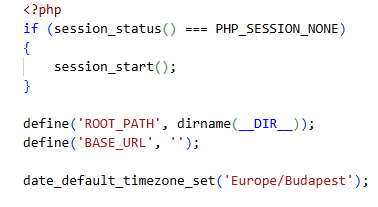 <?php
if (session_status() === PHP_SESSION_NONE)
{
    session_start();
}

define('ROOT_PATH', dirname(__DIR__));
define('BASE_URL', '');

date_default_timezone_set('Europe/Budapest');